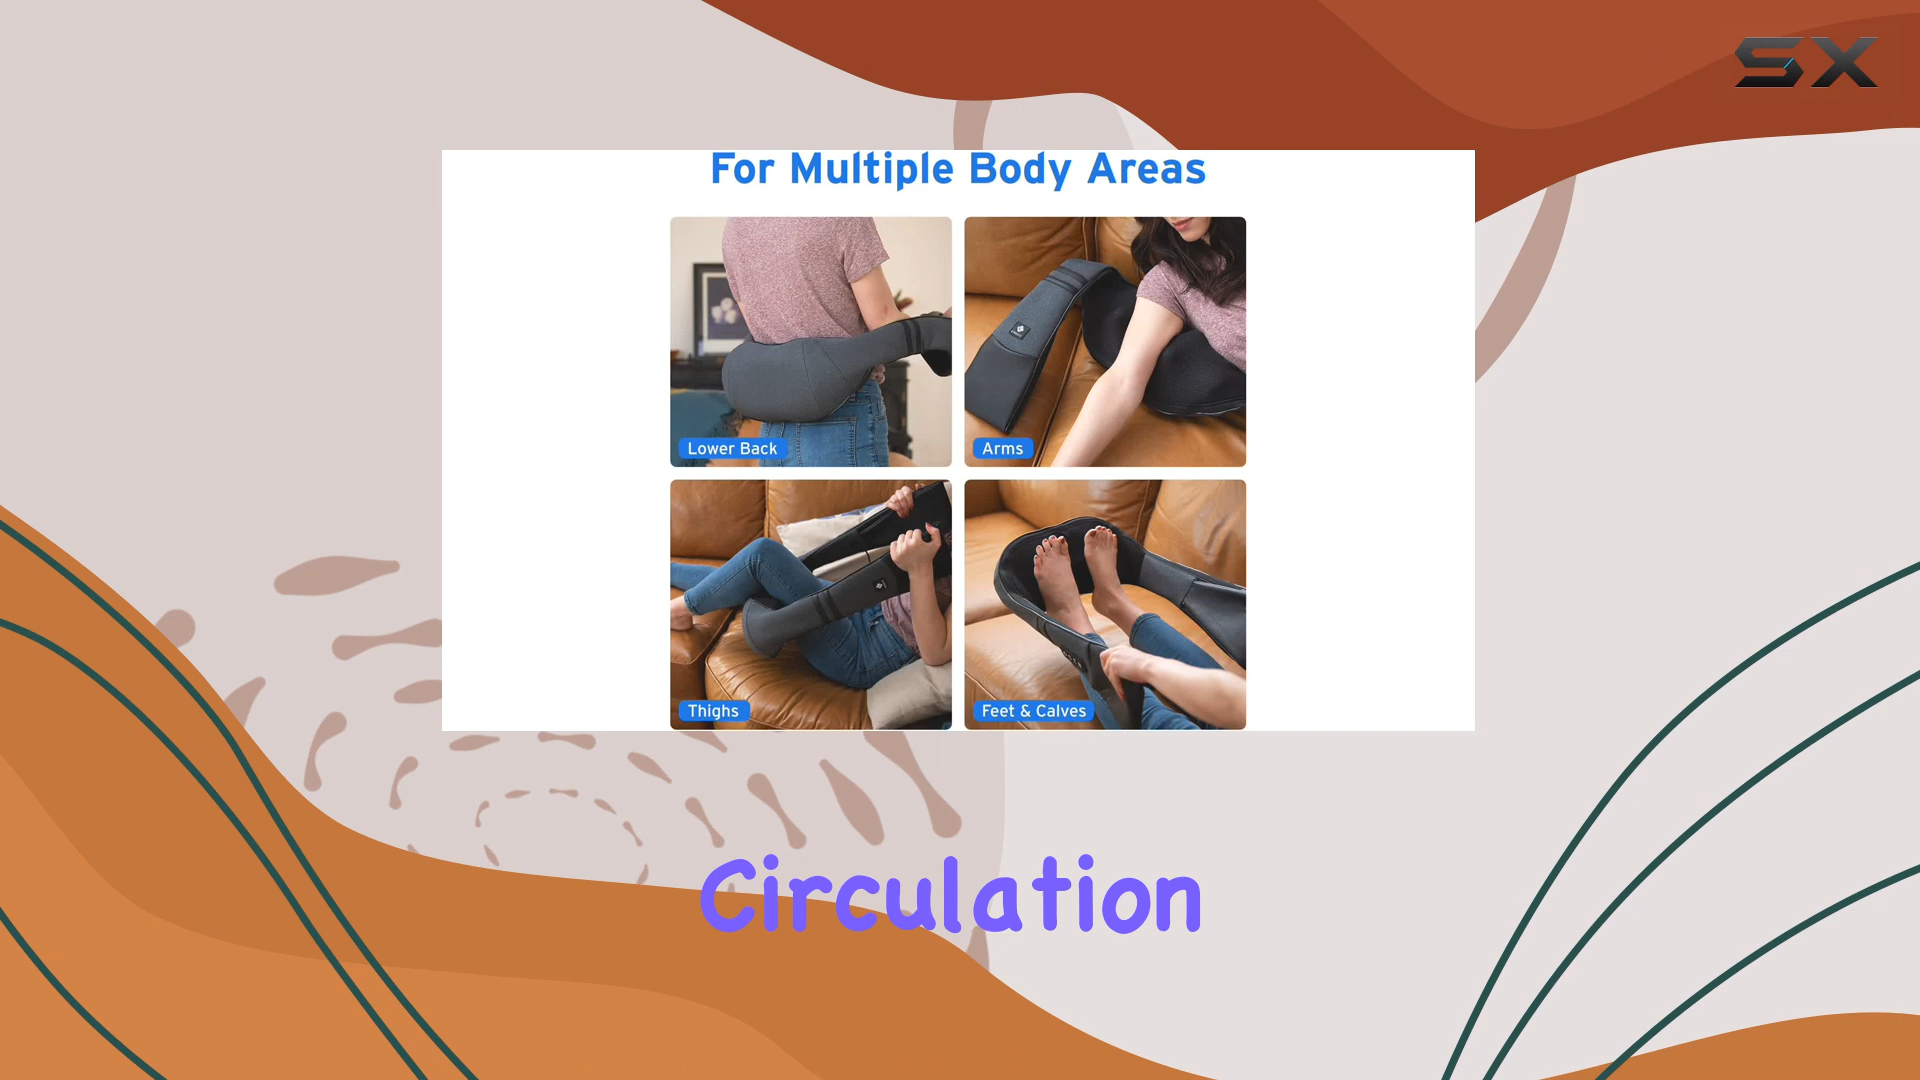 SX
For Multiple Body Areas
Lower Back
Arms
Thighs
Feet & Calves
Circulation